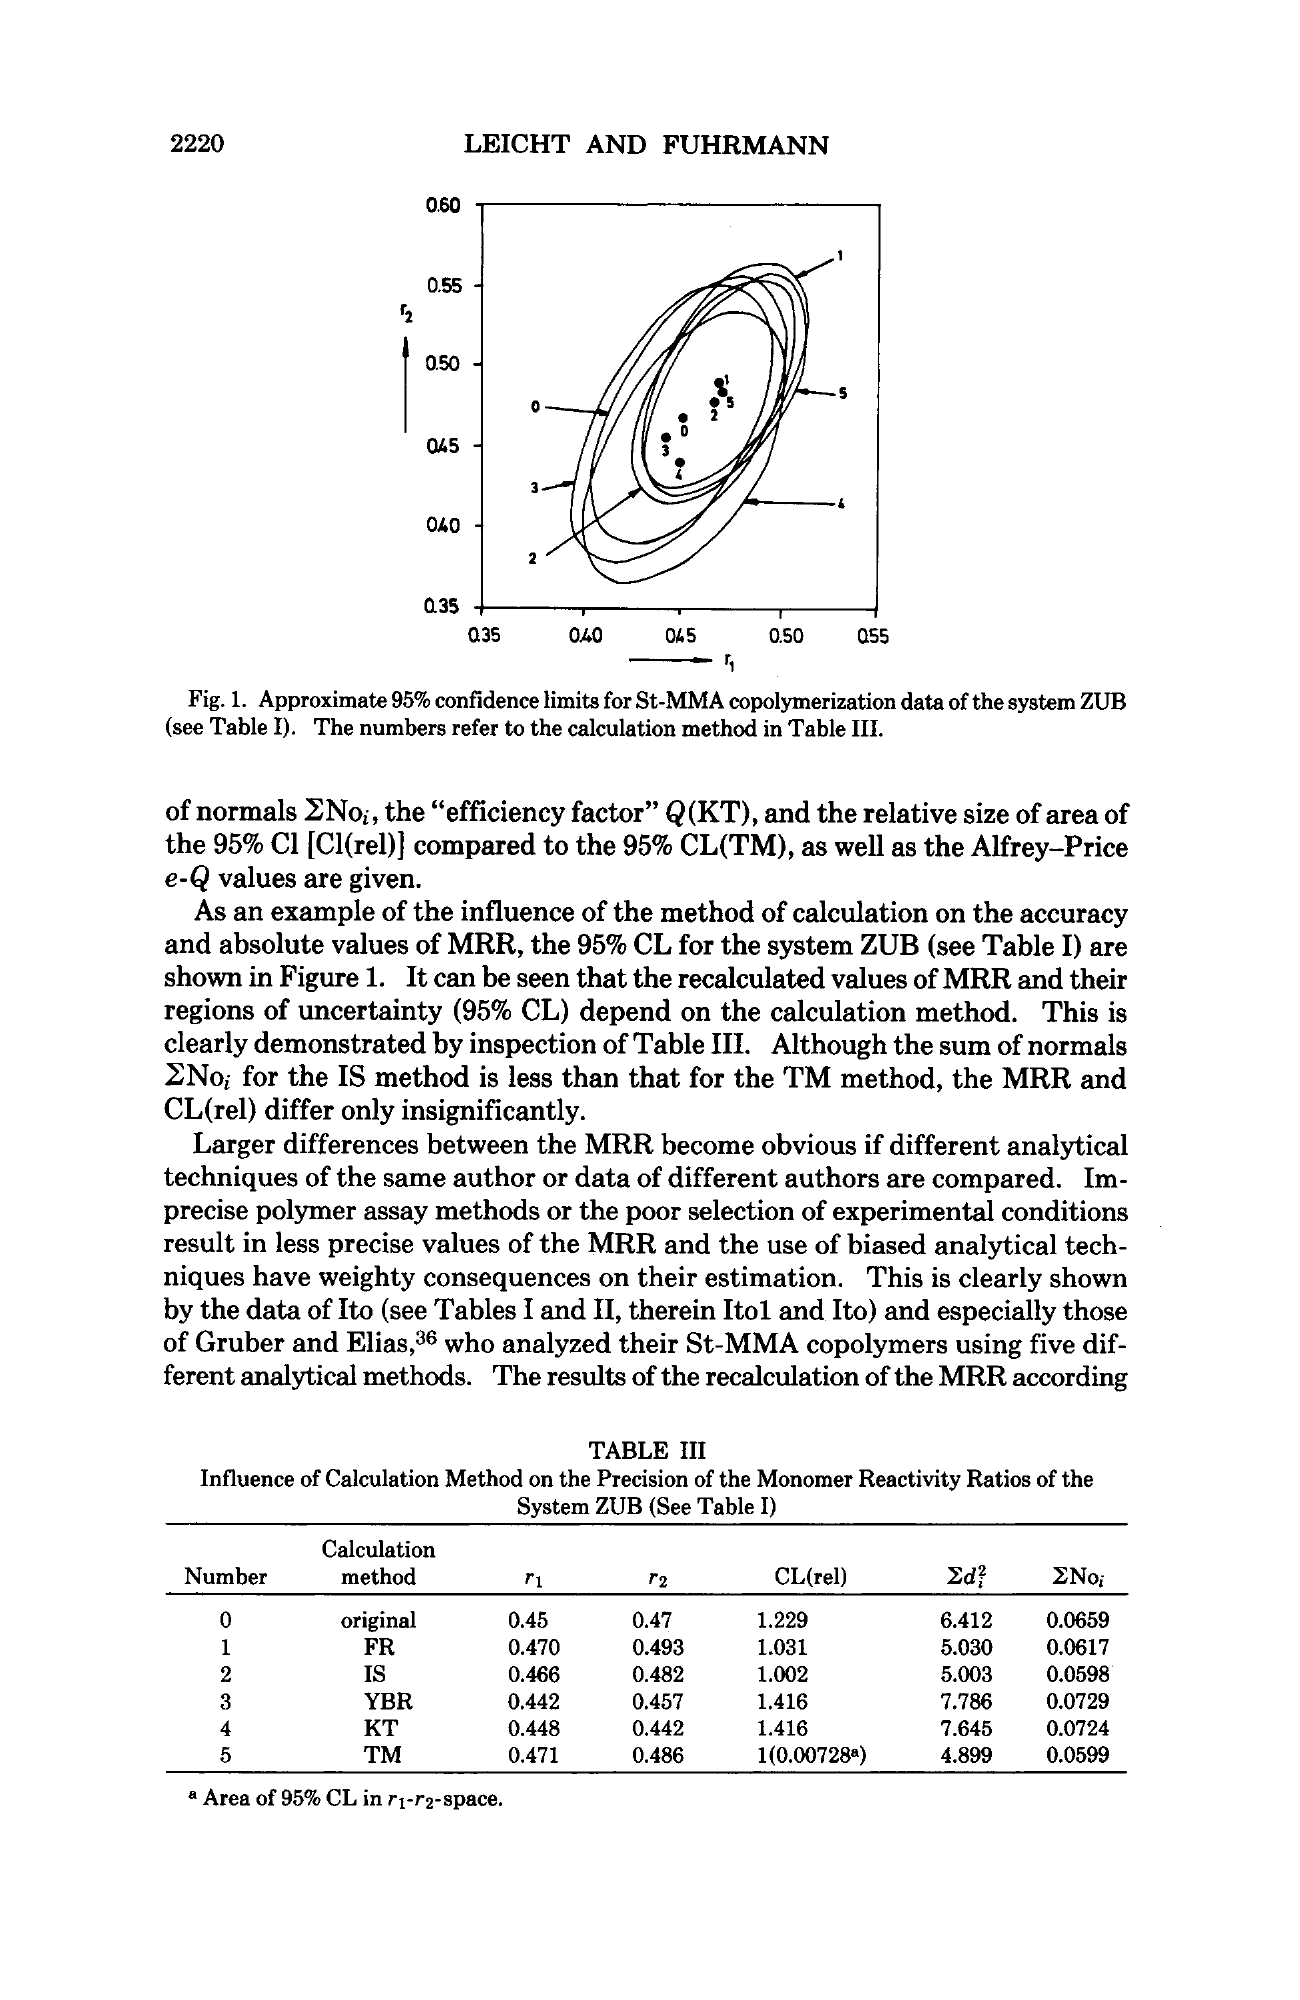 2220 LEICHT AND FUHRMANN
0.60
0.55
r2
0.50
0.45
0.40
0.35
0.35 0.40 0.45 0.50 0.55
r1
1
5
0
3
2
4
1
5
2
0
3
4
Fig. 1. Approximate 95% confidence limits for St-MMA copolymerization data of the system ZUB
(see Table I). The numbers refer to the calculation method in Table III.
of normals ΣNoi, the “efficiency factor” Q(KT), and the relative size of area of
the 95% Cl [Cl(rel)] compared to the 95% CL(TM), as well as the Alfrey–Price
e-Q values are given.
As an example of the influence of the method of calculation on the accuracy
and absolute values of MRR, the 95% CL for the system ZUB (see Table I) are
shown in Figure 1. It can be seen that the recalculated values of MRR and their
regions of uncertainty (95% CL) depend on the calculation method. This is
clearly demonstrated by inspection of Table III. Although the sum of normals
ΣNoi for the IS method is less than that for the TM method, the MRR and
CL(rel) differ only insignificantly.
Larger differences between the MRR become obvious if different analytical
techniques of the same author or data of different authors are compared. Im-
precise polymer assay methods or the poor selection of experimental conditions
result in less precise values of the MRR and the use of biased analytical tech-
niques have weighty consequences on their estimation. This is clearly shown
by the data of Ito (see Tables I and II, therein Ito1 and Ito) and especially those
of Gruber and Elias,36 who analyzed their St-MMA copolymers using five dif-
ferent analytical methods. The results of the recalculation of the MRR according
TABLE III
Influence of Calculation Method on the Precision of the Monomer Reactivity Ratios of the
System ZUB (See Table I)
Calculation
Number method r1 r2 CL(rel) Σd²i ΣNoi
0 original 0.45 0.47 1.229 6.412 0.0659
1 FR 0.470 0.493 1.031 5.030 0.0617
2 IS 0.466 0.482 1.002 5.003 0.0598
3 YBR 0.442 0.457 1.416 7.786 0.0729
4 KT 0.448 0.442 1.416 7.645 0.0724
5 TM 0.471 0.486 1(0.00728a) 4.899 0.0599
a Area of 95% CL in r1-r2-space.